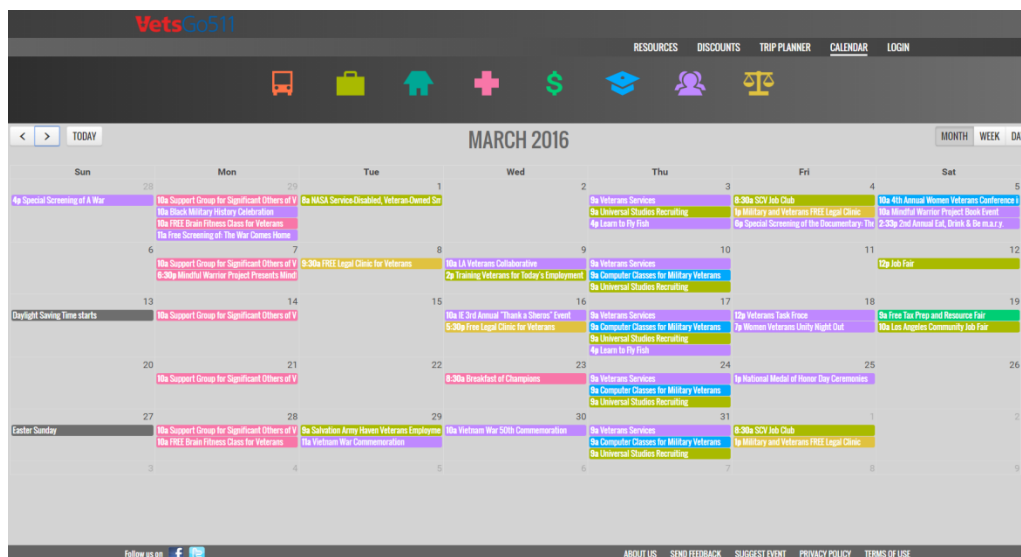 VetsGo511
RESOURCES DISCOUNTS TRIP PLANNER CALENDAR LOGIN
< > TODAY
MARCH 2016
MONTH WEEK DA
Sun Mon Tue Wed Thu Fri Sat
28 29 1 2 3 4 5
4p Special Screening of A War
10a Support Group for Significant Others of V
10a Black Military History Celebration
10a FREE Brain Fitness Class for Veterans
11a Free Screening of: The War Comes Home
8a NASA Service-Disabled, Veteran-Owned Sm
9a Veterans Services
9a Universal Studios Recruiting
4p Learn to Fly Fish
8:30a SCV Job Club
1p Military and Veterans FREE Legal Clinic
6p Special Screening of the Documentary: The
10a 4th Annual Women Veterans Conference i
10a Mindful Warrior Project Book Event
2:33p 2nd Annual Eat, Drink & Be m.a.r.y.
6 7 8 9 10 11 12
10a Support Group for Significant Others of V
6:30p Mindful Warrior Project Presents Mind
9:30a FREE Legal Clinic for Veterans
10a LA Veterans Collaborative
2p Training Veterans for Today's Employment
9a Veterans Services
9a Computer Classes for Military Veterans
9a Universal Studios Recruiting
12p Job Fair
13 14 15 16 17 18 19
Daylight Saving Time starts
10a Support Group for Significant Others of V
10a IE 3rd Annual "Thank a Sheros" Event
5:30p Free Legal Clinic for Veterans
9a Veterans Services
9a Computer Classes for Military Veterans
9a Universal Studios Recruiting
4p Learn to Fly Fish
12p Veterans Task Froce
7p Women Veterans Unity Night Out
9a Free Tax Prep and Resource Fair
10a Los Angeles Community Job Fair
20 21 22 23 24 25 26
10a Support Group for Significant Others of V
8:30a Breakfast of Champions
9a Veterans Services
9a Computer Classes for Military Veterans
9a Universal Studios Recruiting
1p National Medal of Honor Day Ceremonies
27 28 29 30 31 1 2
Easter Sunday
10a Support Group for Significant Others of V
10a FREE Brain Fitness Class for Veterans
9a Salvation Army Haven Veterans Employme
11a Vietnam War Commemoration
10a Vietnam War 50th Commemoration
9a Veterans Services
9a Computer Classes for Military Veterans
9a Universal Studios Recruiting
8:30a SCV Job Club
1p Military and Veterans FREE Legal Clinic
3 4 5 6 7 8 9
Follow us on
ABOUT US SEND FEEDBACK SUGGEST EVENT PRIVACY POLICY TERMS OF USE